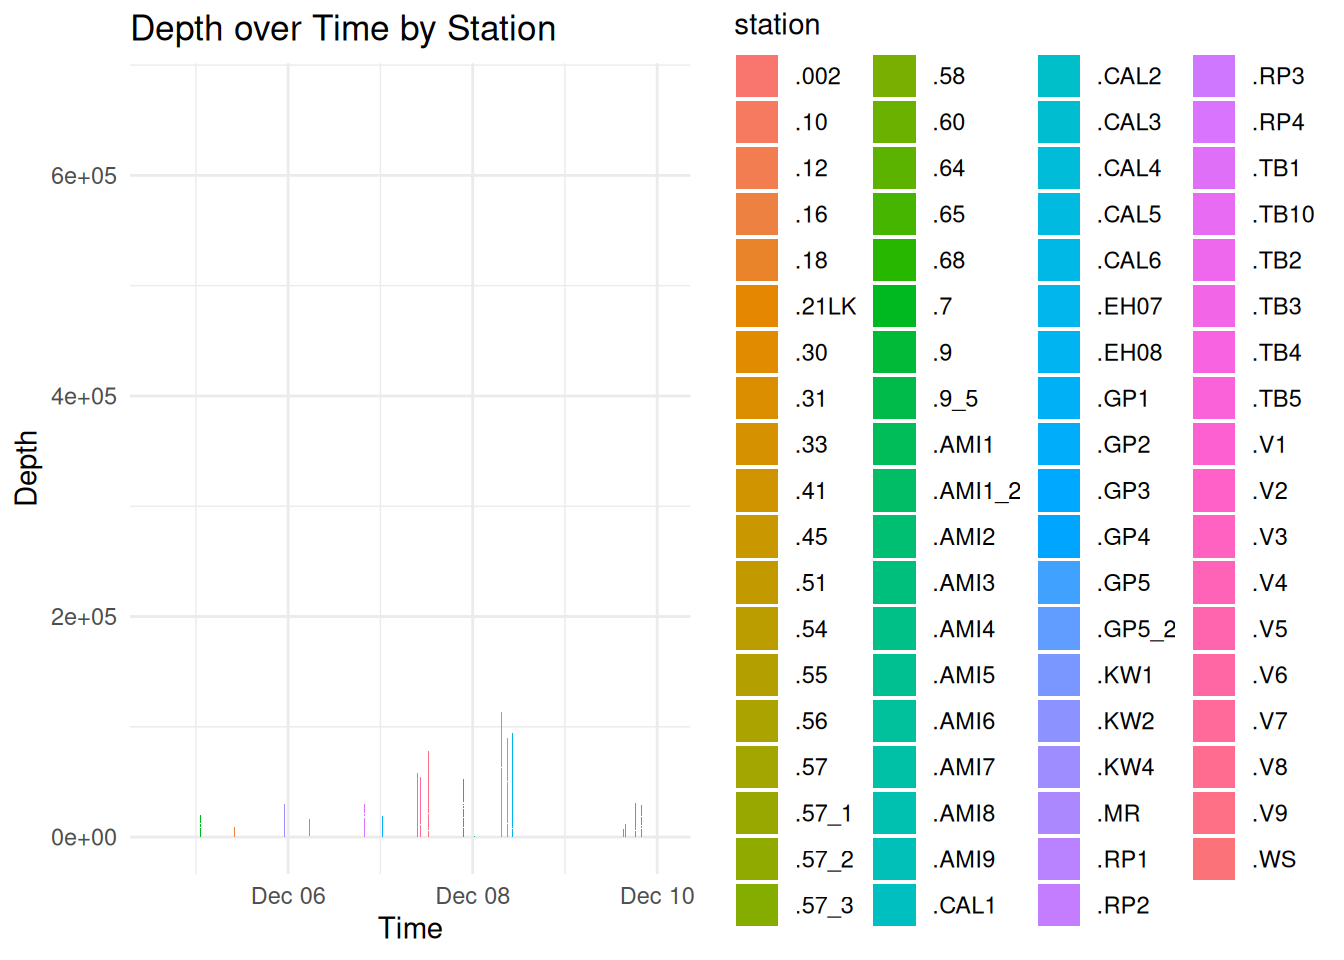 Depth over Time by Station
6e+05
4e+05
2e+05
0e+00
Depth
Dec 06
Dec 08
Dec 10
Time
station
.002
.10
.12
.16
.18
.21LK
.30
.31
.33
.41
.45
.51
.54
.55
.56
.57
.57_1
.57_2
.57_3
.58
.60
.64
.65
.68
.7
.9
.9_5
.AMI1
.AMI1_2
.AMI2
.AMI3
.AMI4
.AMI5
.AMI6
.AMI7
.AMI8
.AMI9
.CAL1
.CAL2
.CAL3
.CAL4
.CAL5
.CAL6
.EH07
.EH08
.GP1
.GP2
.GP3
.GP4
.GP5
.GP5_2
.KW1
.KW2
.KW4
.MR
.RP1
.RP2
.RP3
.RP4
.TB1
.TB10
.TB2
.TB3
.TB4
.TB5
.V1
.V2
.V3
.V4
.V5
.V6
.V7
.V8
.V9
.WS